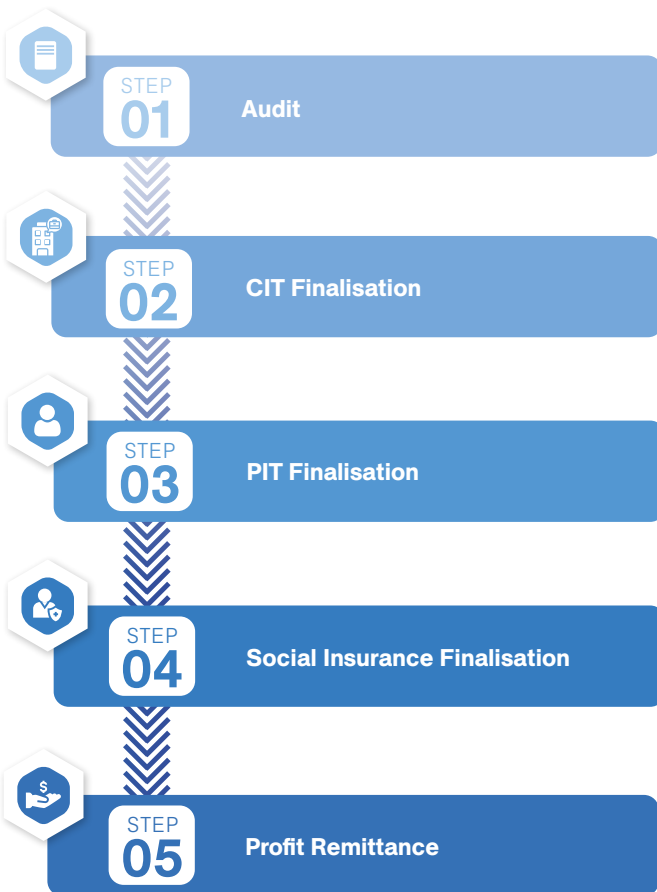 STEP
01
Audit
STEP
02
CIT Finalisation
STEP
03
PIT Finalisation
STEP
04
Social Insurance Finalisation
$
STEP
05
Profit Remittance